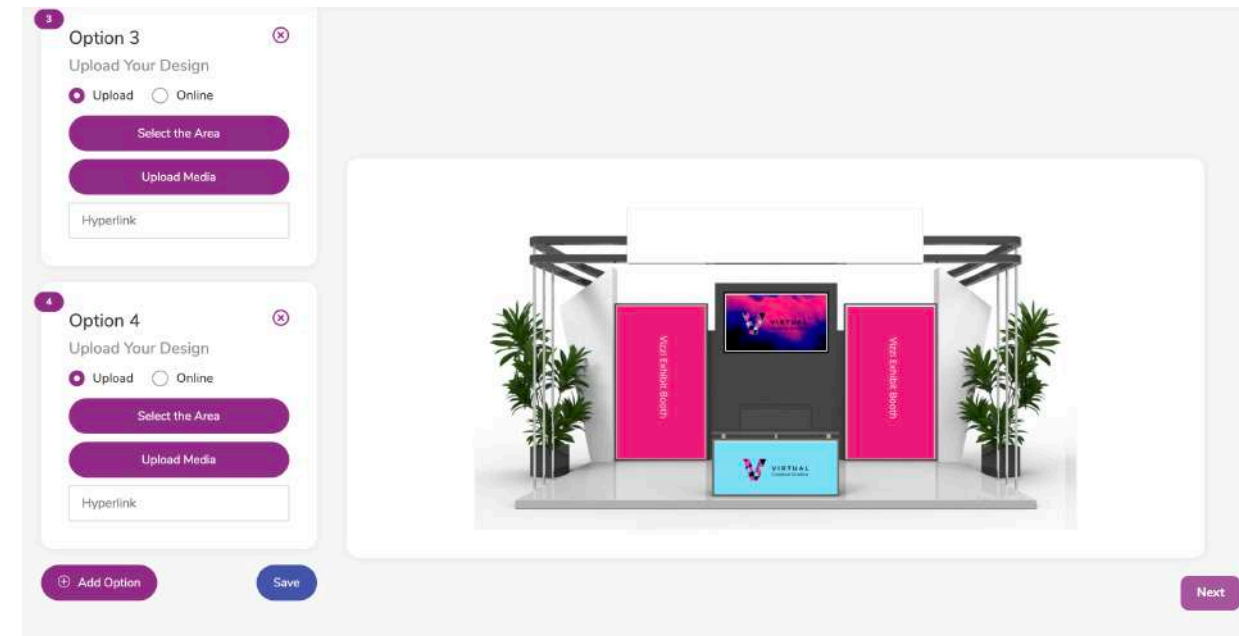 3
Option 3
Upload Your Design
Upload Online
Select the Area
Upload Media
Hyperlink
4
Option 4
Upload Your Design
Upload Online
Select the Area
Upload Media
Hyperlink
Add Option
Save
Vizzi Exhibit Booth
VIRTUAL
Vizzi Exhibit Booth
VIRTUAL
Next